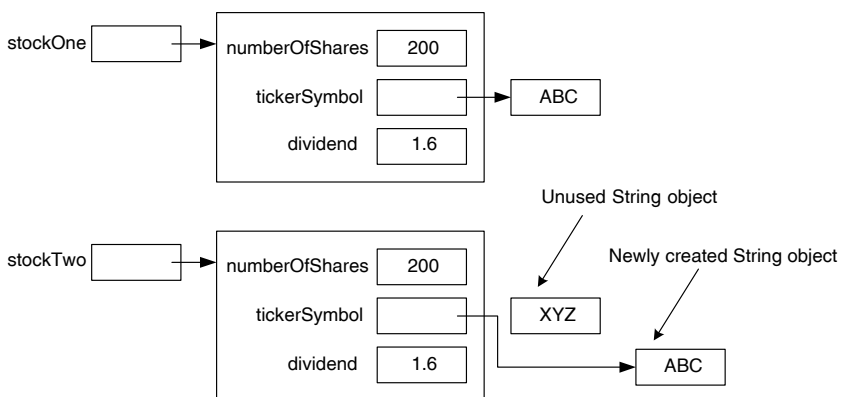 stockOne
numberOfShares 200
tickerSymbol ABC
dividend 1.6
Unused String object
stockTwo
numberOfShares 200
Newly created String object
tickerSymbol XYZ
dividend 1.6 ABC